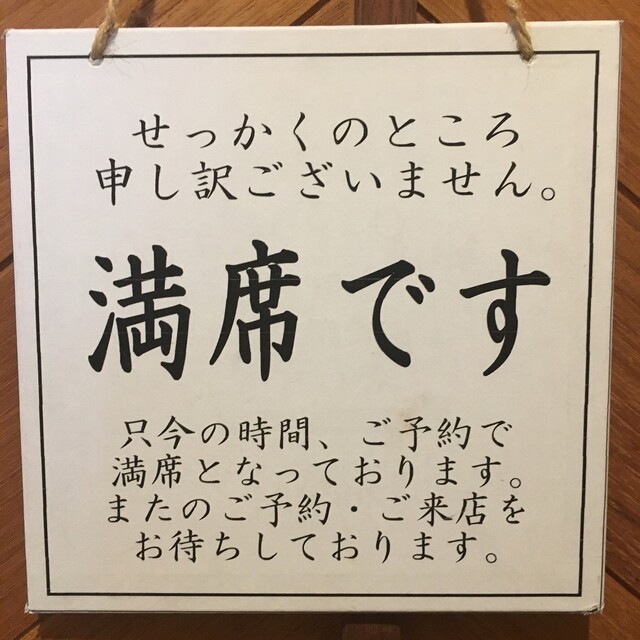 せっかくのところ
申し訳ございません。
満席です
只今の時間、ご予約で
満席となっております。
またのご予約・ご来店を
お待ちしております。